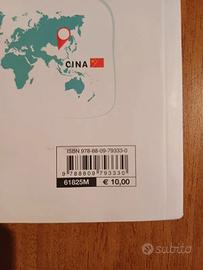 CINA
ISBN 978-88-09-79333-0
9 788809 793330
61825M
€ 10,00
subito